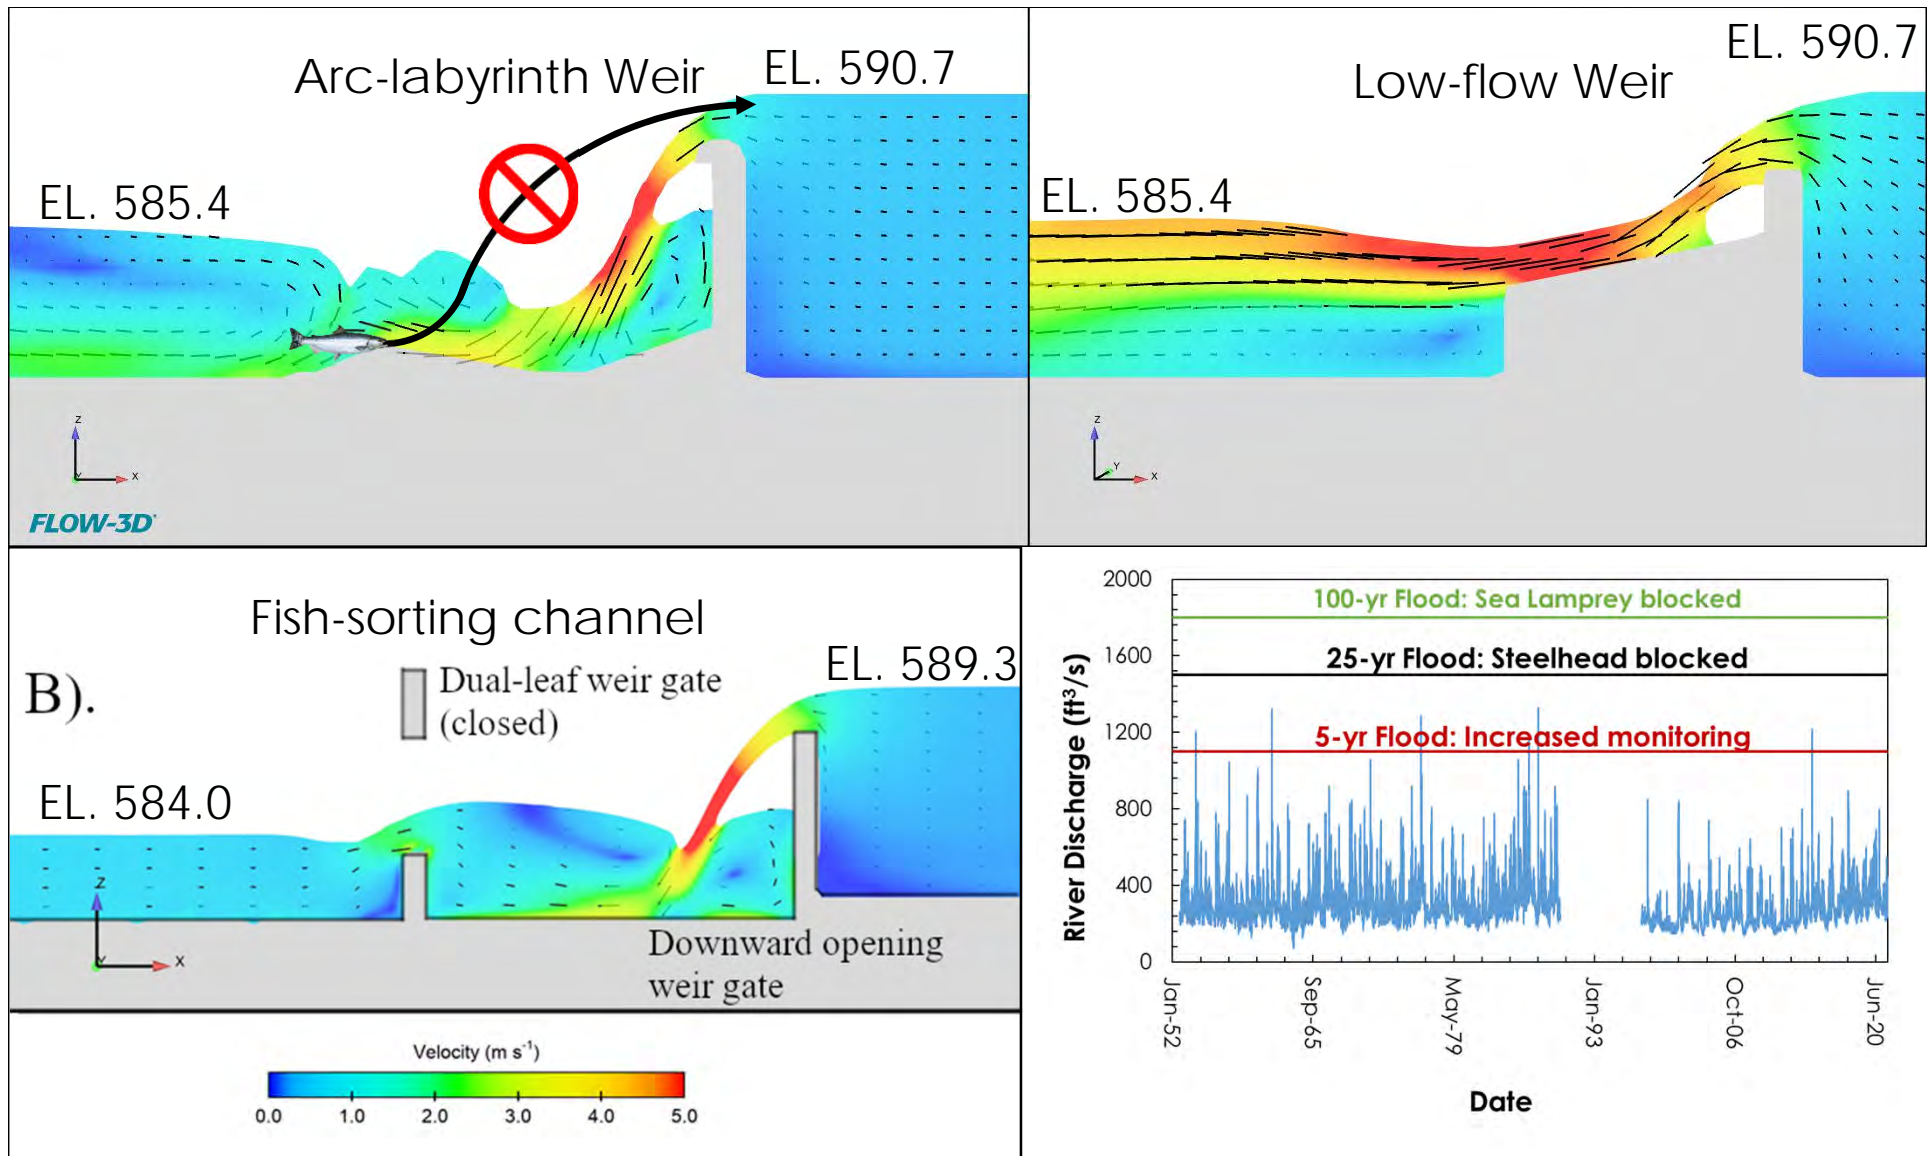 Arc-labyrinth Weir
EL. 590.7
EL. 585.4
z
Y
x
FLOW-3D
Low-flow Weir
EL. 590.7
EL. 585.4
z
Y
x
Fish-sorting channel
EL. 589.3
B).
Dual-leaf weir gate
(closed)
EL. 584.0
Z
Y
X
Downward opening
weir gate
Velocity (m s⁻¹)
0.0 1.0 2.0 3.0 4.0 5.0
River Discharge (ft³/s)
2000
1600
1200
800
400
0
100-yr Flood: Sea Lamprey blocked
25-yr Flood: Steelhead blocked
5-yr Flood: Increased monitoring
Jan-52 Sep-65 May-79 Jan-93 Oct-06 Jun-20
Date